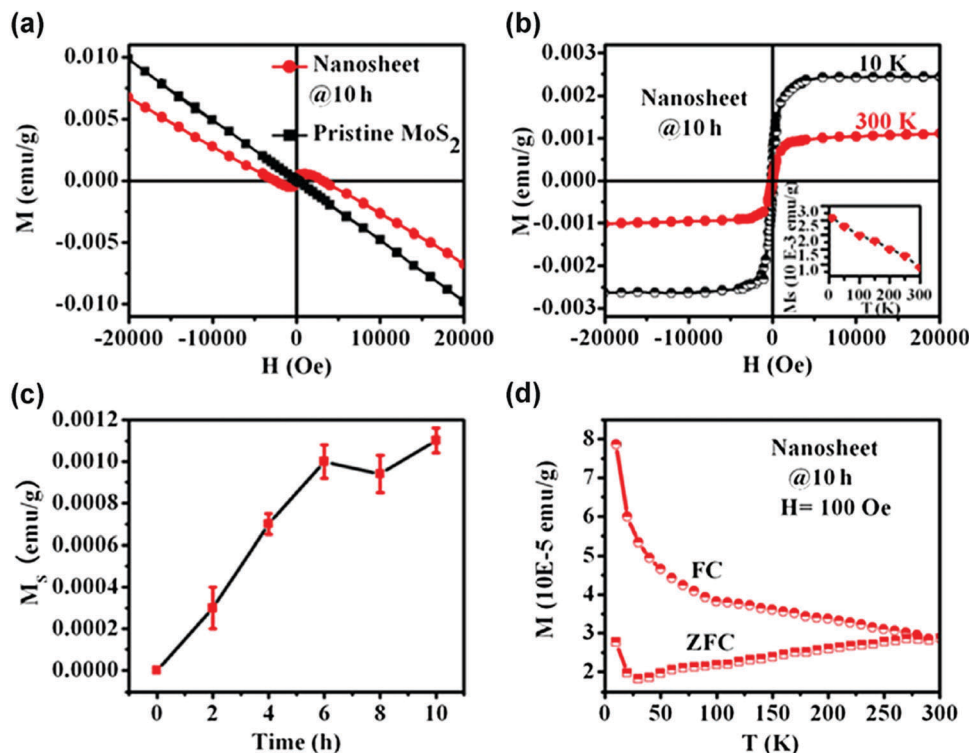 (a)
0.010
0.005
0.000
-0.005
-0.010
M (emu/g)
-20000 -10000 0 10000 20000
H (Oe)
Nanosheet
@10 h
Pristine MoS2
(b)
0.003
0.002
0.001
0.000
-0.001
-0.002
-0.003
M (emu/g)
-20000 -10000 0 10000 20000
H (Oe)
Nanosheet
@10 h
10 K
300 K
3.0
2.5
2.0
1.5
1.0
Ms (10 E-3 emu/g)
0 100 200 300
T (K)
(c)
0.0012
0.0010
0.0008
0.0006
0.0004
0.0002
0.0000
MS (emu/g)
0 2 4 6 8 10
Time (h)
(d)
8
7
6
5
4
3
2
M (10E-5 emu/g)
0 50 100 150 200 250 300
T (K)
Nanosheet
@10 h
H= 100 Oe
FC
ZFC